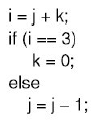 i = j + k;
if (i == 3)
k = 0;
else
j = j – 1;